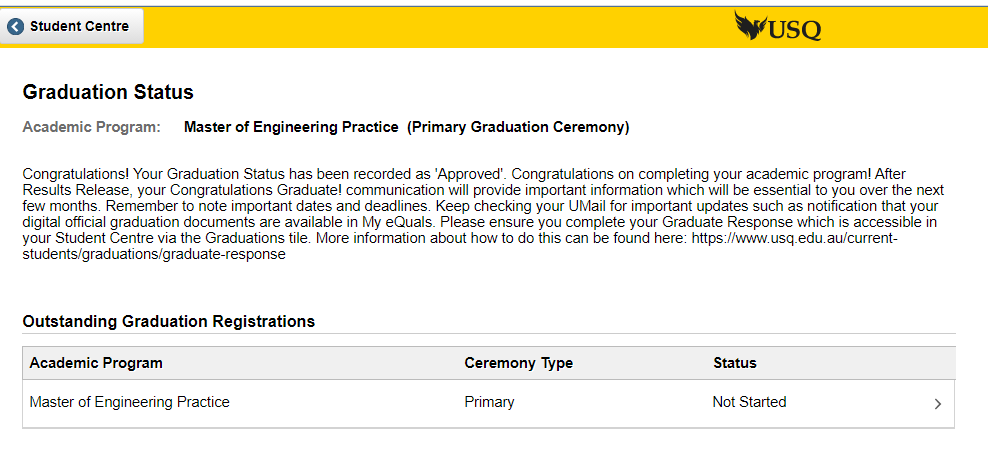 Student Centre
USQ
Graduation Status
Academic Program: Master of Engineering Practice (Primary Graduation Ceremony)
Congratulations! Your Graduation Status has been recorded as 'Approved'. Congratulations on completing your academic program! After
Results Release, your Congratulations Graduate! communication will provide important information which will be essential to you over the next
few months. Remember to note important dates and deadlines. Keep checking your UMail for important updates such as notification that your
digital official graduation documents are available in My eQuals. Please ensure you complete your Graduate Response which is accessible in
your Student Centre via the Graduations tile. More information about how to do this can be found here: https://www.usq.edu.au/current-
students/graduations/graduate-response
Outstanding Graduation Registrations
Academic Program Ceremony Type Status
Master of Engineering Practice Primary Not Started